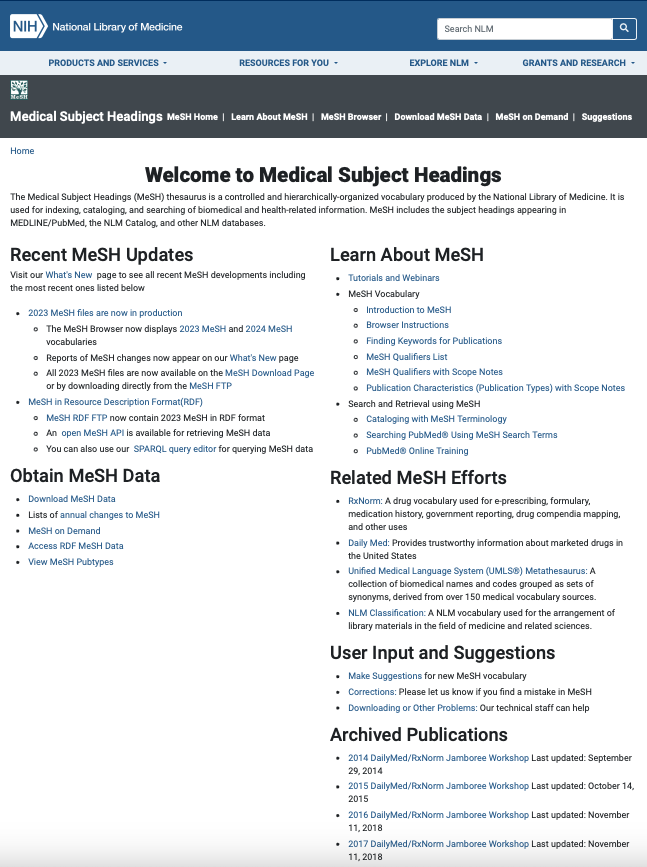 NIH National Library of Medicine
Search NLM
PRODUCTS AND SERVICES
RESOURCES FOR YOU
EXPLORE NLM
GRANTS AND RESEARCH
MeSH
Medical Subject Headings MeSH Home | Learn About MeSH | MeSH Browser | Download MeSH Data | MeSH on Demand | Suggestions
Home
Welcome to Medical Subject Headings
The Medical Subject Headings (MeSH) thesaurus is a controlled and hierarchically-organized vocabulary produced by the National Library of Medicine. It is
used for indexing, cataloging, and searching of biomedical and health-related information. MeSH includes the subject headings appearing in
MEDLINE/PubMed, the NLM Catalog, and other NLM databases.
Recent MeSH Updates
Visit our What's New page to see all recent MeSH developments including
the most recent ones listed below
2023 MeSH files are now in production
The MeSH Browser now displays 2023 MeSH and 2024 MeSH
vocabularies
Reports of MeSH changes now appear on our What's New page
All 2023 MeSH files are now available on the MeSH Download Page
or by downloading directly from the MeSH FTP
MeSH in Resource Description Format(RDF)
MeSH RDF FTP now contain 2023 MeSH in RDF format
An open MeSH API is available for retrieving MeSH data
You can also use our SPARQL query editor for querying MeSH data
Obtain MeSH Data
Download MeSH Data
Lists of annual changes to MeSH
MeSH on Demand
Access RDF MeSH Data
View MeSH Pubtypes
Learn About MeSH
Tutorials and Webinars
MeSH Vocabulary
Introduction to MeSH
Browser Instructions
Finding Keywords for Publications
MeSH Qualifiers List
MeSH Qualifiers with Scope Notes
Publication Characteristics (Publication Types) with Scope Notes
Search and Retrieval using MeSH
Cataloging with MeSH Terminology
Searching PubMed® Using MeSH Search Terms
PubMed® Online Training
Related MeSH Efforts
RxNorm: A drug vocabulary used for e-prescribing, formulary,
medication history, government reporting, drug compendia mapping,
and other uses
Daily Med: Provides trustworthy information about marketed drugs in
the United States
Unified Medical Language System (UMLS®) Metathesaurus: A
collection of biomedical names and codes grouped as sets of
synonyms, derived from over 150 medical vocabulary sources.
NLM Classification: A NLM vocabulary used for the arrangement of
library materials in the field of medicine and related sciences.
User Input and Suggestions
Make Suggestions for new MeSH vocabulary
Corrections: Please let us know if you find a mistake in MeSH
Downloading or Other Problems: Our technical staff can help
Archived Publications
2014 DailyMed/RxNorm Jamboree Workshop Last updated: September
29, 2014
2015 DailyMed/RxNorm Jamboree Workshop Last updated: October 14,
2015
2016 DailyMed/RxNorm Jamboree Workshop Last updated: November
11, 2018
2017 DailyMed/RxNorm Jamboree Workshop Last updated: November
11, 2018